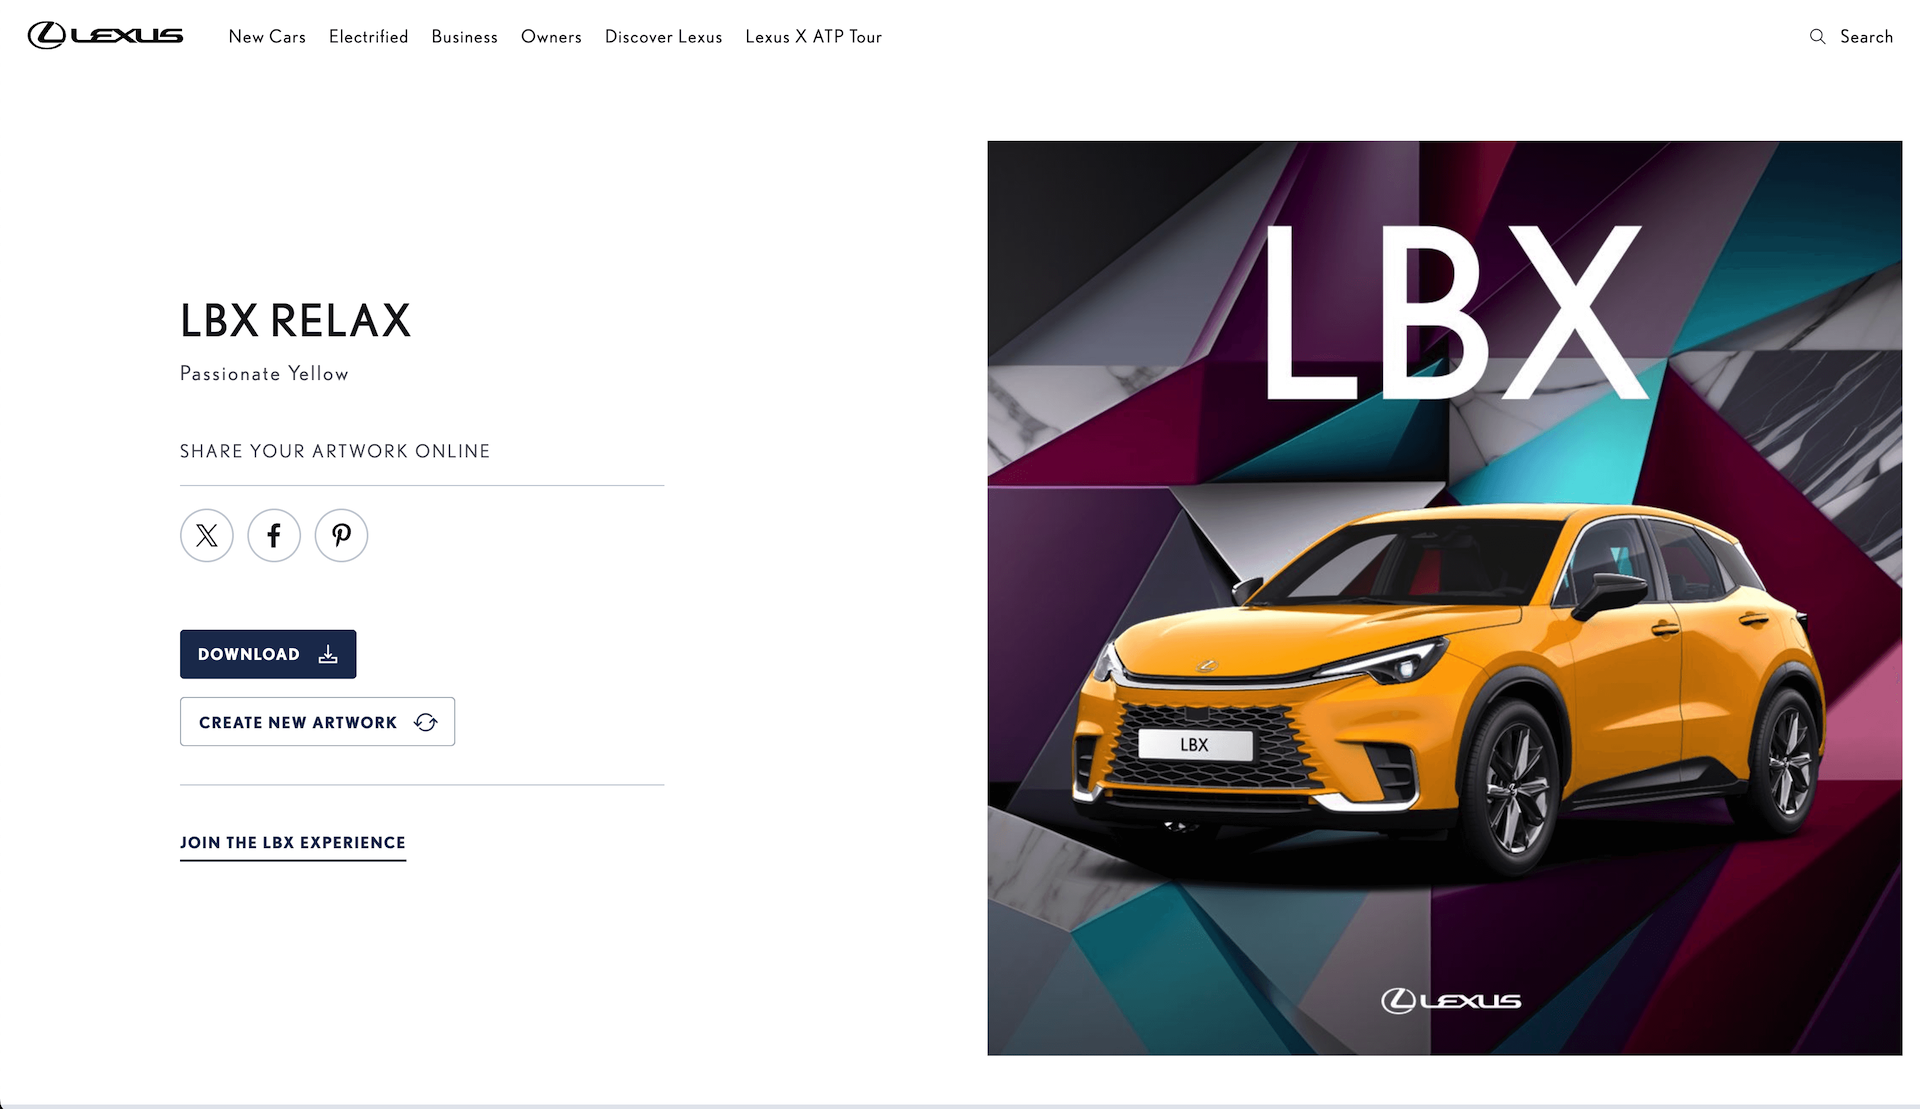 LEXUS
New Cars
Electrified
Business
Owners
Discover Lexus
Lexus X ATP Tour
Search
LBX RELAX
Passionate Yellow
SHARE YOUR ARTWORK ONLINE
DOWNLOAD
CREATE NEW ARTWORK
JOIN THE LBX EXPERIENCE
LBX
LBX
LEXUS